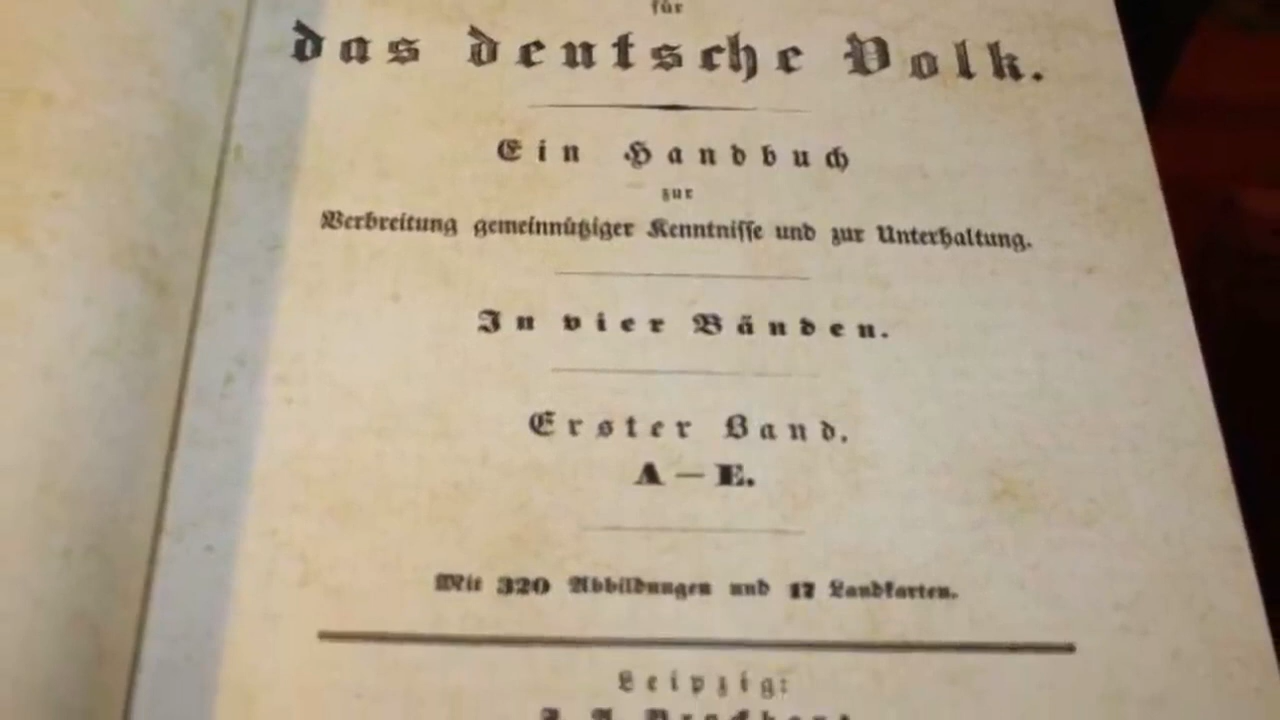 für
das deutsche Volk.
Ein Handbuch
zur
Verbreitung gemeinnütziger Kenntnisse und zur Unterhaltung.
In vier Bänden.
Erster Band.
A — E.
Mit 320 Abbildungen und 17 Landkarten.
Leipzig: